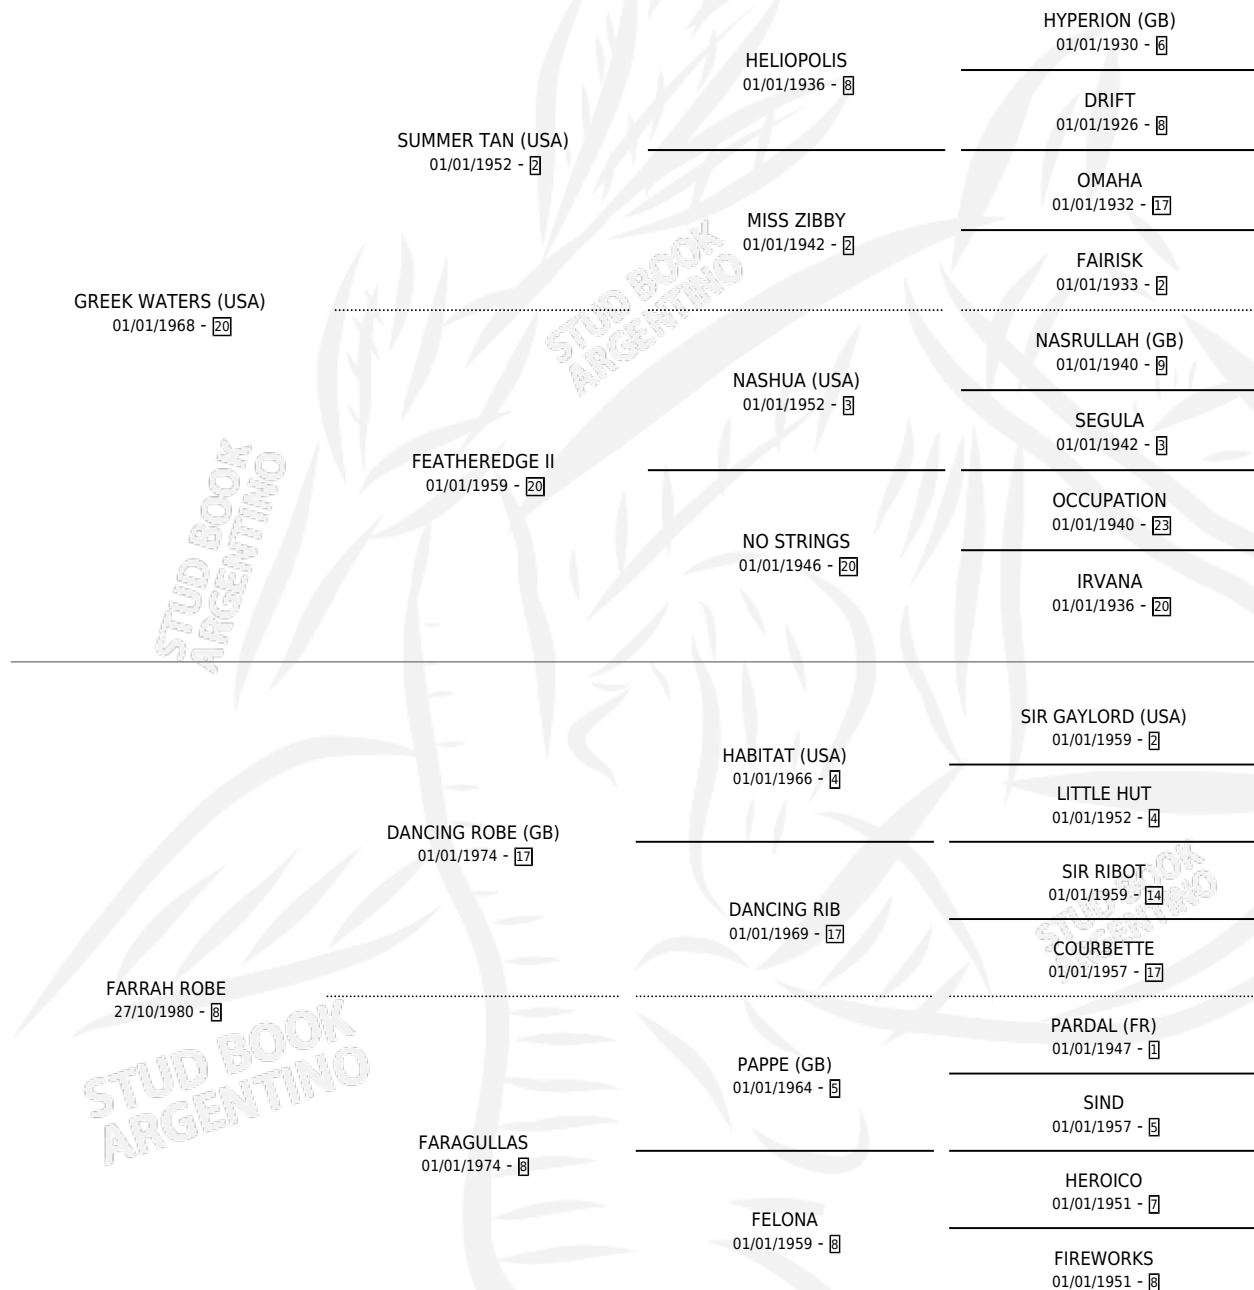 HYPERION (GB)
01/01/1930 - 6
HELIOPOLIS
01/01/1936 - 8
DRIFT
01/01/1926 - 8
SUMMER TAN (USA)
01/01/1952 - 2
OMAHA
01/01/1932 - 17
MISS ZIBBY
01/01/1942 - 2
FAIRISK
01/01/1933 - 2
GREEK WATERS (USA)
01/01/1968 - 20
STUD BOOK
ARGENTINO
NASRULLAH (GB)
01/01/1940 - 9
NASHUA (USA)
01/01/1952 - 3
SEGULA
01/01/1942 - 3
FEATHEREDGE II
01/01/1959 - 20
OCCUPATION
01/01/1940 - 23
NO STRINGS
01/01/1946 - 20
IRVANA
01/01/1936 - 20
STUD BOOK
ARGENTINO
SIR GAYLORD (USA)
01/01/1959 - 2
HABITAT (USA)
01/01/1966 - 4
LITTLE HUT
01/01/1952 - 4
DANCING ROBE (GB)
01/01/1974 - 17
SIR RIBOT
01/01/1959 - 14
STUD BOOK
ARGENTINO
DANCING RIB
01/01/1969 - 17
COURBETTE
01/01/1957 - 17
FARRAH ROBE
27/10/1980 - 8
STUD BOOK
ARGENTINO
PARDAL (FR)
01/01/1947 - 1
PAPPE (GB)
01/01/1964 - 5
SIND
01/01/1957 - 5
FARAGULLAS
01/01/1974 - 8
HEROICO
01/01/1951 - 7
FELONA
01/01/1959 - 8
FIREWORKS
01/01/1951 - 8